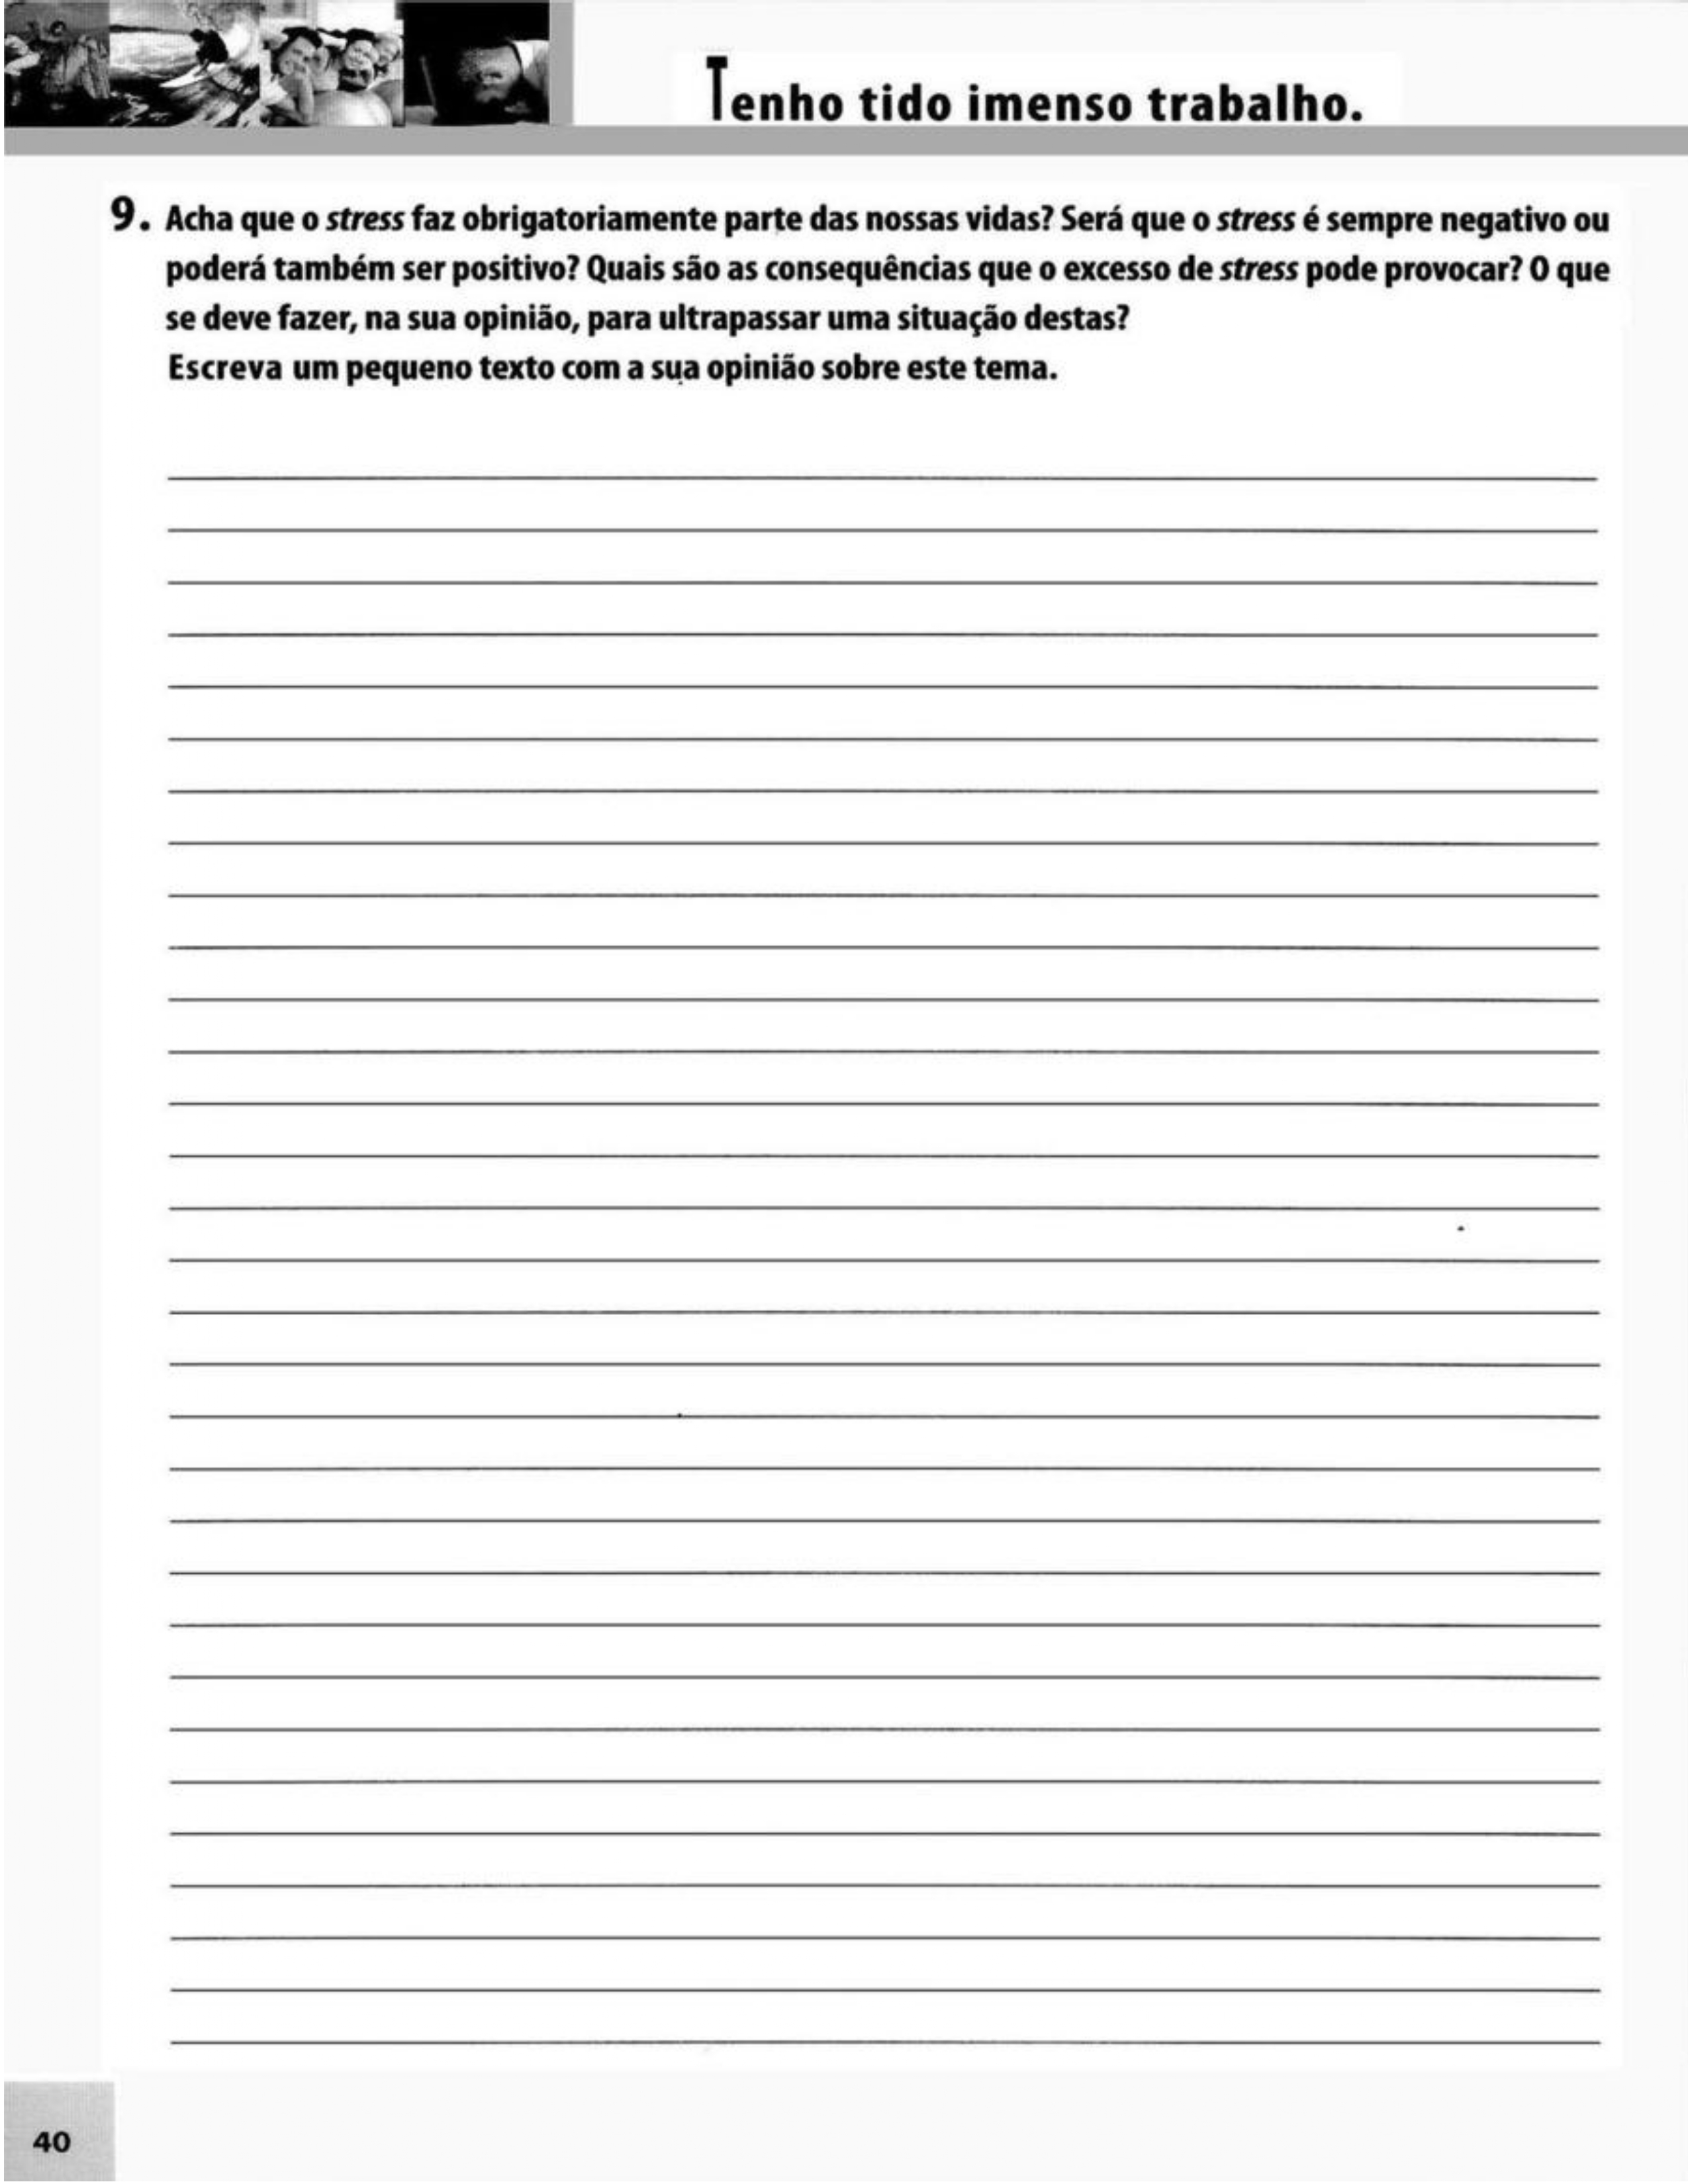 Tenho tido imenso trabalho.
9. Acha que o stress faz obrigatoriamente parte das nossas vidas? Será que o stress é sempre negativo ou
poderá também ser positivo? Quais são as consequências que o excesso de stress pode provocar? O que
se deve fazer, na sua opinião, para ultrapassar uma situação destas?
Escreva um pequeno texto com a sua opinião sobre este tema.
40